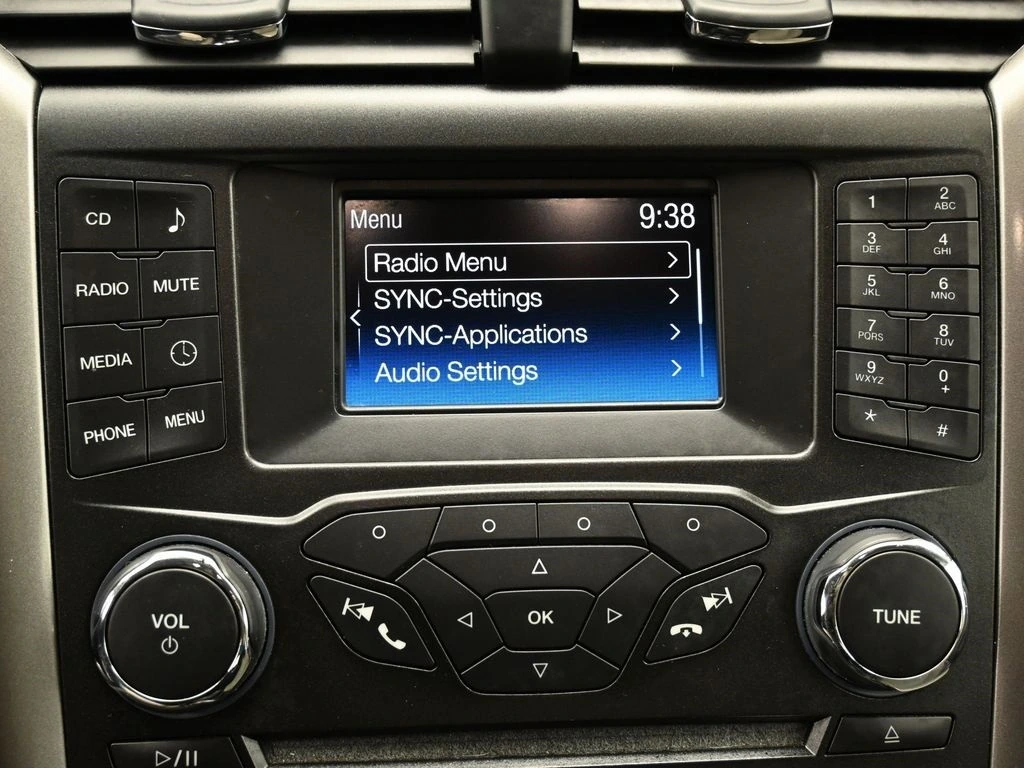 CD
RADIO MUTE
MEDIA
PHONE MENU
Menu 9:38
Radio Menu >
SYNC-Settings >
<
SYNC-Applications >
Audio Settings >
1 2 ABC
3 DEF 4 GHI
5 JKL 6 MNO
7 PQRS 8 TUV
9 WXYZ 0 +
* #
VOL
OK
TUNE